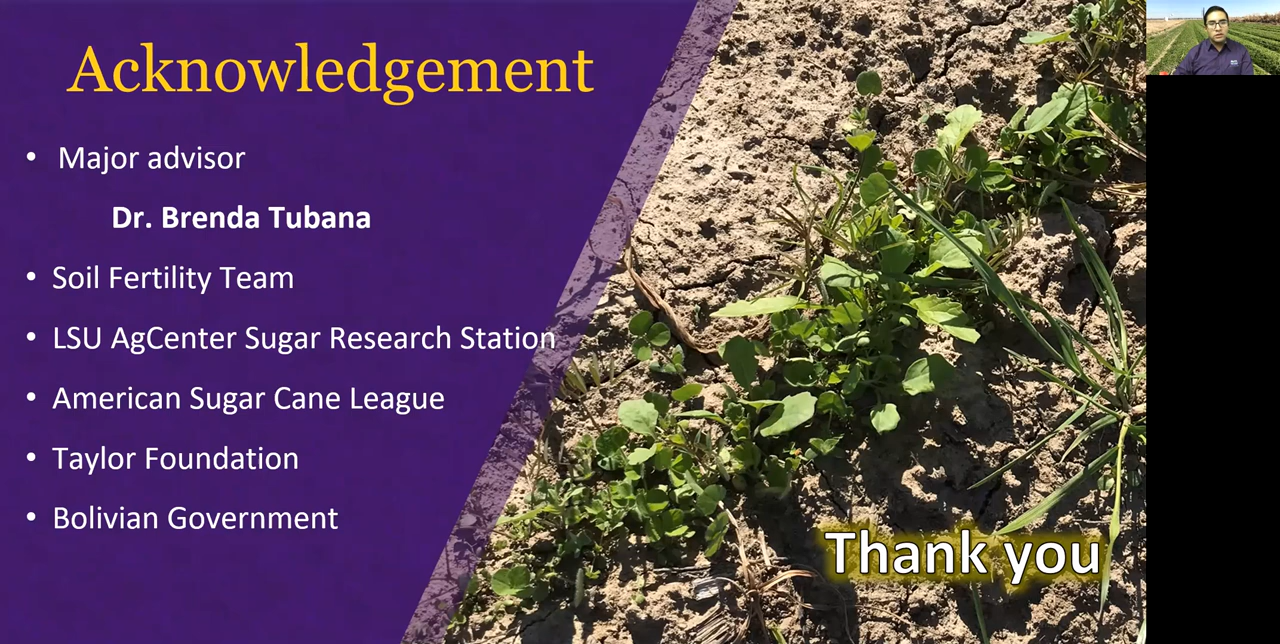 Acknowledgement
• Major advisor
Dr. Brenda Tubana
• Soil Fertility Team
• LSU AgCenter Sugar Research Station
• American Sugar Cane League
• Taylor Foundation
• Bolivian Government
Thank you